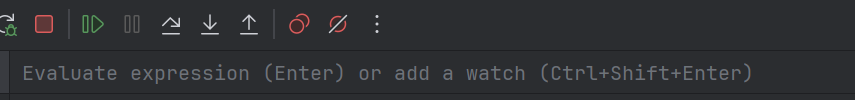 Evaluate expression (Enter) or add a watch (Ctrl+Shift+Enter)